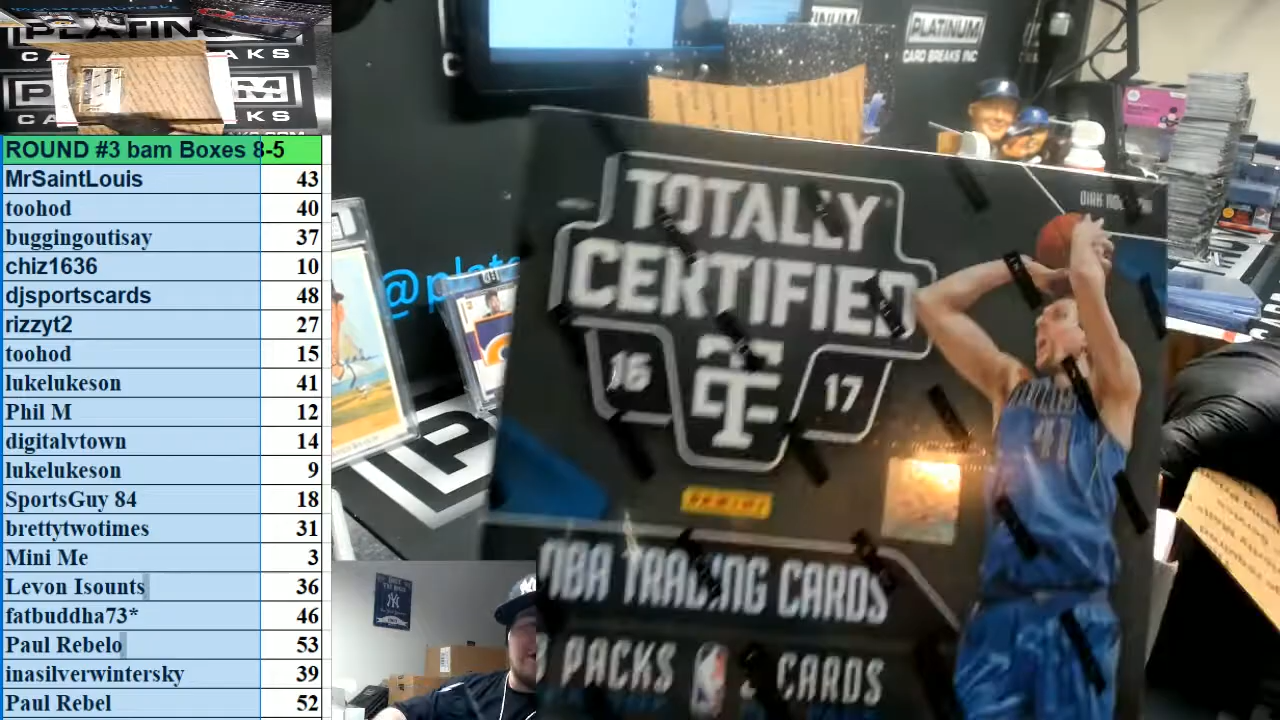 PLATINUM
CARD BREAKS INC
ROUND #3 bam Boxes 8-5
MrSaintLouis 43
toohod 40
buggingoutisay 37
chiz1636 10
djsportscards 48
rizzyt2 27
toohod 15
lukelukeson 41
Phil M 12
digitalvtown 14
lukelukeson 9
SportsGuy 84 18
brettytwotimes 31
Mini Me 3
Levon Isounts 36
fatbuddha73* 46
Paul Rebelo 53
inasilverwintersky 39
Paul Rebel 52
TOTALLY
CERTIFIED
16 17
PANINI
NBA TRADING CARDS
PACKS CARDS
41